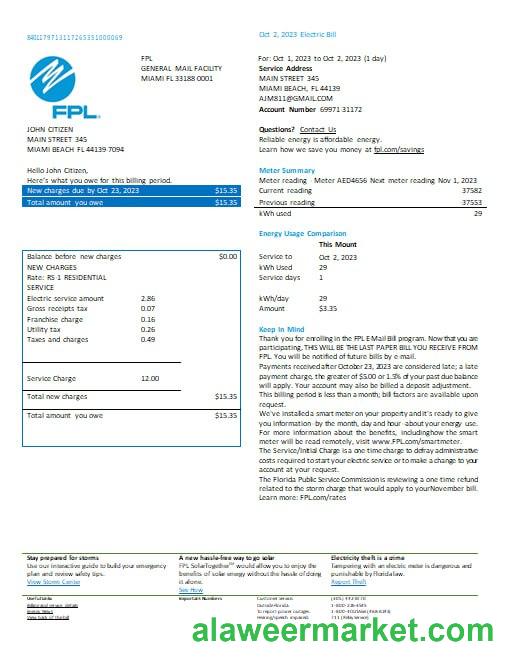 Oct 2, 2023 Electric Bill
FPL
GENERAL MAIL FACILITY
MIAMI FL 33188 0001
For: Oct 1, 2023 to Oct 2, 2023 (1 day)
Service Address
MAIN STREET 345
MIAMI BEACH, FL 44139
AJM811@GMAIL.COM
Account Number 69971 31172
FPL.
JOHN CITIZEN
MAIN STREET 345
MIAMI BEACH FL 44139 7094
Questions? Contact Us
Reliable energy is affordable energy.
Learn how we save you money at fpl.com/savings
Hello John Citizen,
Here's what you owe for this billing period.
New charges due by Oct 23, 2023 $15.35
Total amount you owe $15.35
Meter Summary
Meter reading Meter AED4656 Next meter reading Nov 1, 2023
Current reading 37582
Previous reading 37553
kWh used 29
Energy Usage Comparison
This Mount
Service to Oct 2, 2023
kWh Used 29
Service days 1
kWh/day 29
Amount $3.35
Balance before new charges $0.00
NEW CHARGES
Rate: RS-1 RESIDENTIAL
SERVICE
Electric service amount 2.86
Gross receipts tax 0.07
Franchise charge 0.16
Utility tax 0.26
Taxes and charges 0.49
Service Charge 12.00
Total new charges $15.35
Total amount you owe $15.35
Keep In Mind
Thank you for enrolling in the FPL E-Mail Bill program. Now that you are
participating, THIS WILL BE THE LAST PAPER BILL YOU RECEIVE FROM
FPL. You will be notified of future bills by e-mail.
Payments received after October 23, 2023 are considered late; a late
payment charge, the greater of $5.00 or 1.5% of your past due balance
will apply. Your account may also be billed a deposit adjustment.
This billing period is less than a month; bill factors are available upon
request.
We've installed a smart meter on your property and it's ready to give
you information -by the month, day and hour- about your energy use.
For more information about the benefits, including how the smart
meter will be read remotely, visit www.FPL.com/smartmeter.
The Service/Initial Charge is a one time charge to defray administrative
costs required to start your electric service or to make a change to your
account at your request.
The Florida Public Service Commission is reviewing a one time refund
related to the storm charge that would apply to your November bill.
Learn more: FPL.com/rates
Stay prepared for storms
Use our interactive guide to build your emergency
plan and review safety tips.
View Storm Center
A new hassle-free way to go solar
FPL SolarTogether™ would allow you to enjoy the
benefits of solar energy without the hassle of doing
it alone.
See How
Electricity theft is a crime
Tampering with an electric meter is dangerous and
punishable by Florida law.
Report Theft
Useful Links
Important Numbers
Customer Service
Outside Florida
To report power outages
Hearing/speech impaired
711 (Relay Service)
alaweermarket.com